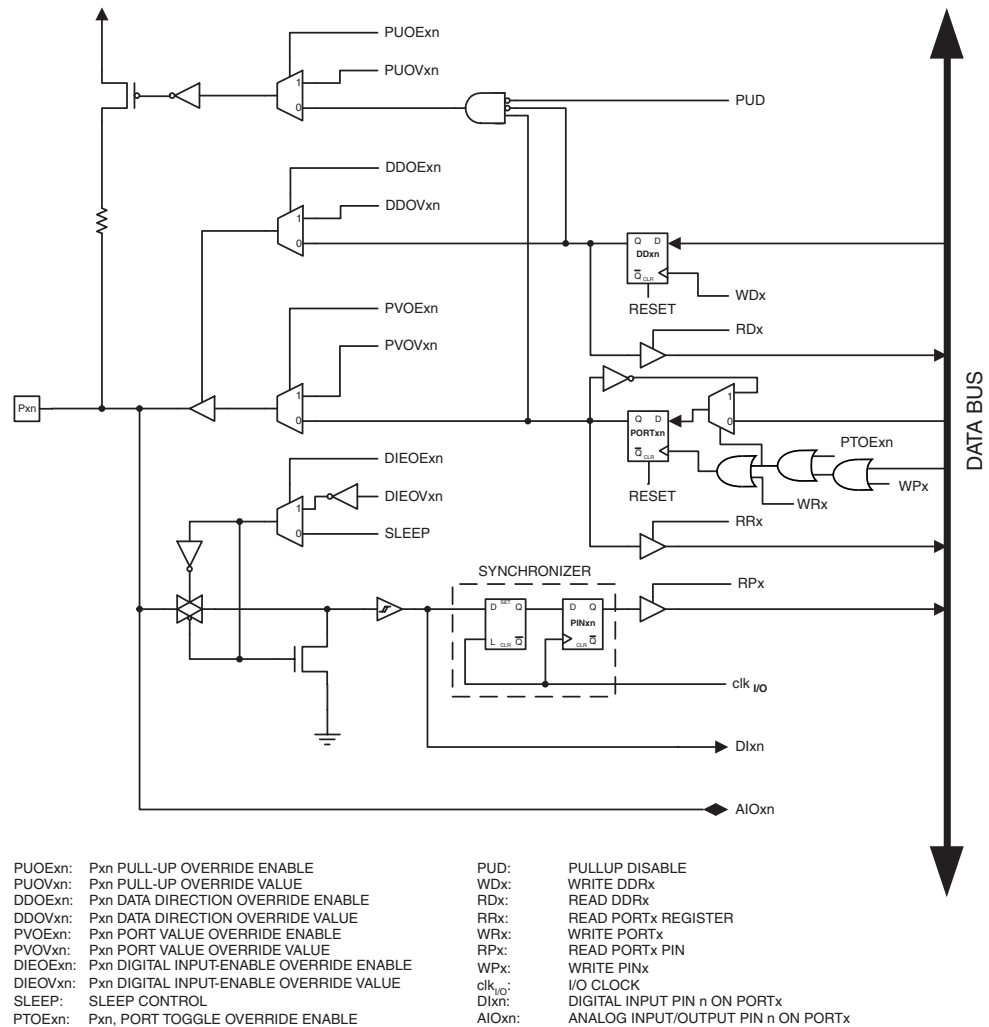 PUOExn
PUOVxn
1
0
PUD
DDOExn
DDOVxn
1
0
Q D
DDxn
Q CLR
WDx
RESET
PVOExn
RDx
PVOVxn
1
0
Pxn
1
0
Q D
PORTxn
Q CLR
PTOExn
DATA BUS
DIEOExn
WPx
DIEOVxn
RESET
WRx
1
0
SLEEP
RRx
SYNCHRONIZER
RPx
D SET Q
D Q
PINxn
L CLR Q
CLR Q
clk I/O
DIxn
AIOxn
PUOExn: Pxn PULL-UP OVERRIDE ENABLE
PUOVxn: Pxn PULL-UP OVERRIDE VALUE
DDOExn: Pxn DATA DIRECTION OVERRIDE ENABLE
DDOVxn: Pxn DATA DIRECTION OVERRIDE VALUE
PVOExn: Pxn PORT VALUE OVERRIDE ENABLE
PVOVxn: Pxn PORT VALUE OVERRIDE VALUE
DIEOExn: Pxn DIGITAL INPUT-ENABLE OVERRIDE ENABLE
DIEOVxn: Pxn DIGITAL INPUT-ENABLE OVERRIDE VALUE
SLEEP: SLEEP CONTROL
PTOExn: Pxn, PORT TOGGLE OVERRIDE ENABLE
PUD: PULLUP DISABLE
WDx: WRITE DDRx
RDx: READ DDRx
RRx: READ PORTx REGISTER
WRx: WRITE PORTx
RPx: READ PORTx PIN
WPx: WRITE PINx
clkI/O: I/O CLOCK
DIxn: DIGITAL INPUT PIN n ON PORTx
AIOxn: ANALOG INPUT/OUTPUT PIN n ON PORTx